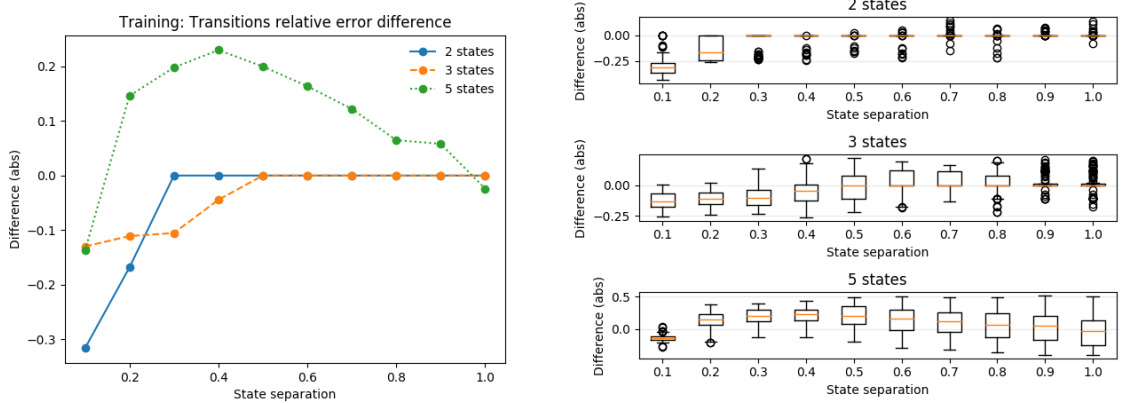 Training: Transitions relative error difference
Difference (abs)
0.2
0.1
0.0
−0.1
−0.2
−0.3
0.2
0.4
0.6
0.8
1.0
State separation
2 states
3 states
5 states
2 states
Difference (abs)
0.00
−0.25
0.1 0.2 0.3 0.4 0.5 0.6 0.7 0.8 0.9 1.0
State separation
3 states
Difference (abs)
0.00
−0.25
0.1 0.2 0.3 0.4 0.5 0.6 0.7 0.8 0.9 1.0
State separation
5 states
Difference (abs)
0.5
0.0
0.1 0.2 0.3 0.4 0.5 0.6 0.7 0.8 0.9 1.0
State separation